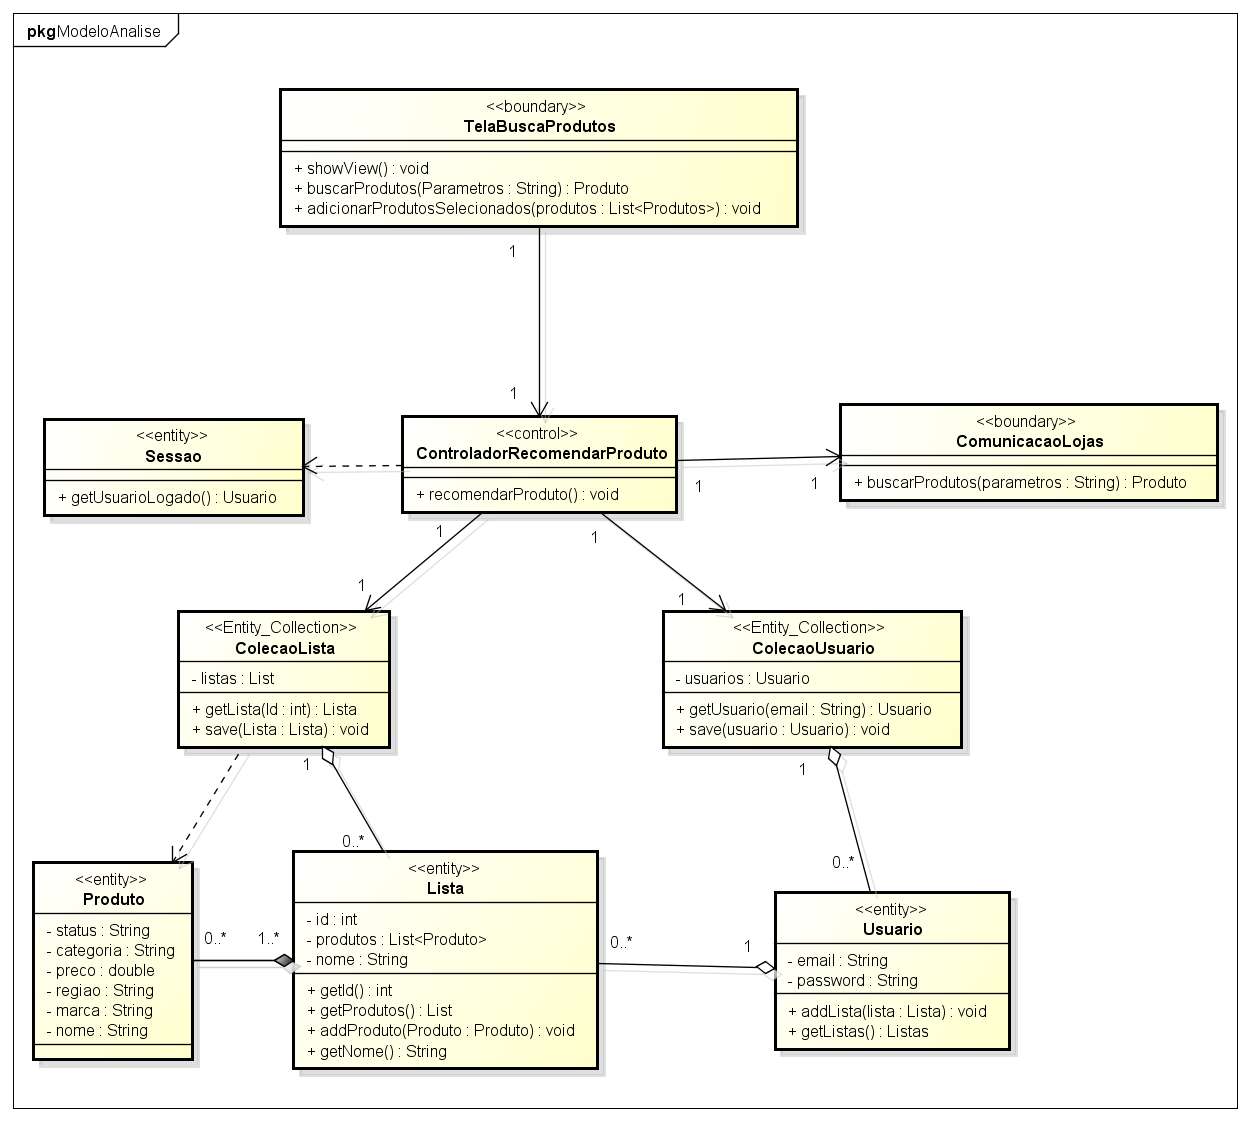 pkg ModeloAnalise
<<boundary>>
TelaBuscaProdutos
+ showView() : void
+ buscarProdutos(Parametros : String) : Produto
+ adicionarProdutosSelecionados(produtos : List<Produtos>) : void
1
1
<<entity>>
Sessao
+ getUsuarioLogado() : Usuario
<<control>>
ControladorRecomendarProduto
+ recomendarProduto() : void
1
1
<<boundary>>
ComunicacaoLojas
+ buscarProdutos(parametros : String) : Produto
1
1
1
1
<<Entity_Collection>>
ColecaoLista
- listas : List
+ getLista(Id : int) : Lista
+ save(Lista : Lista) : void
<<Entity_Collection>>
ColecaoUsuario
- usuarios : Usuario
+ getUsuario(email : String) : Usuario
+ save(usuario : Usuario) : void
1
0..*
1
0..*
<<entity>>
Produto
- status : String
- categoria : String
- preco : double
- regiao : String
- marca : String
- nome : String
0..*
1..*
<<entity>>
Lista
- id : int
- produtos : List<Produto>
- nome : String
+ getId() : int
+ getProdutos() : List
+ addProduto(Produto : Produto) : void
+ getNome() : String
0..*
1
<<entity>>
Usuario
- email : String
- password : String
+ addLista(lista : Lista) : void
+ getListas() : Listas